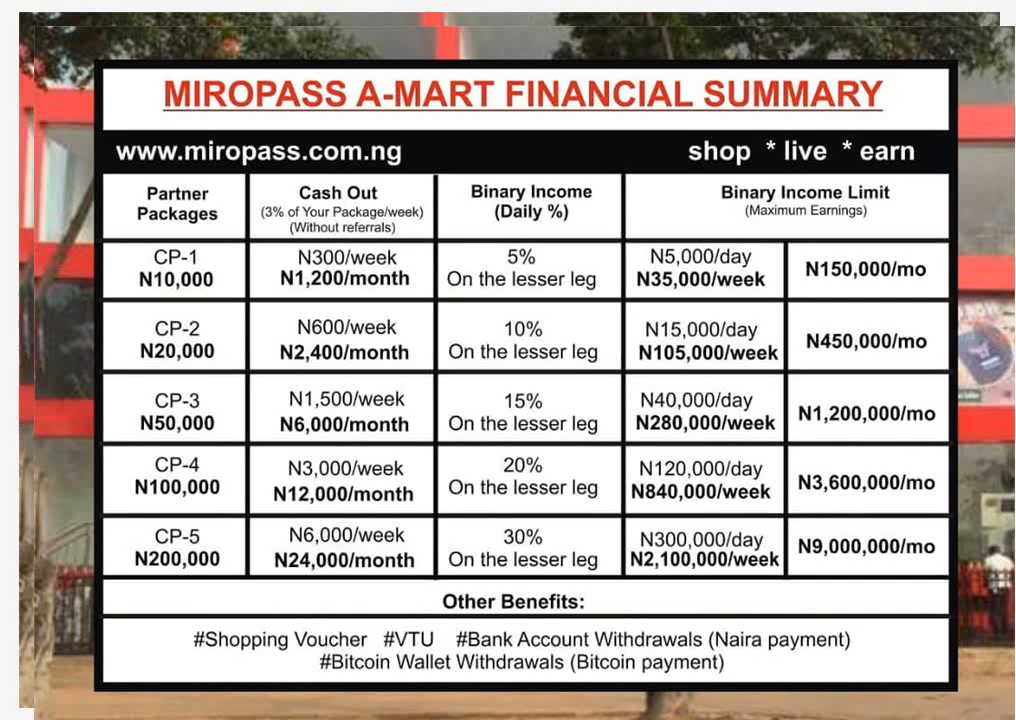 MIROPASS A-MART FINANCIAL SUMMARY
www.miropass.com.ng shop * live * earn
Partner Packages
Cash Out
(3% of Your Package/week)
(Without referrals)
Binary Income
(Daily %)
Binary Income Limit
(Maximum Earnings)
CP-1
N10,000
N300/week
N1,200/month
5%
On the lesser leg
N5,000/day
N35,000/week
N150,000/mo
CP-2
N20,000
N600/week
N2,400/month
10%
On the lesser leg
N15,000/day
N105,000/week
N450,000/mo
CP-3
N50,000
N1,500/week
N6,000/month
15%
On the lesser leg
N40,000/day
N280,000/week
N1,200,000/mo
CP-4
N100,000
N3,000/week
N12,000/month
20%
On the lesser leg
N120,000/day
N840,000/week
N3,600,000/mo
CP-5
N200,000
N6,000/week
N24,000/month
30%
On the lesser leg
N300,000/day
N2,100,000/week
N9,000,000/mo
Other Benefits:
#Shopping Voucher #VTU #Bank Account Withdrawals (Naira payment)
#Bitcoin Wallet Withdrawals (Bitcoin payment)